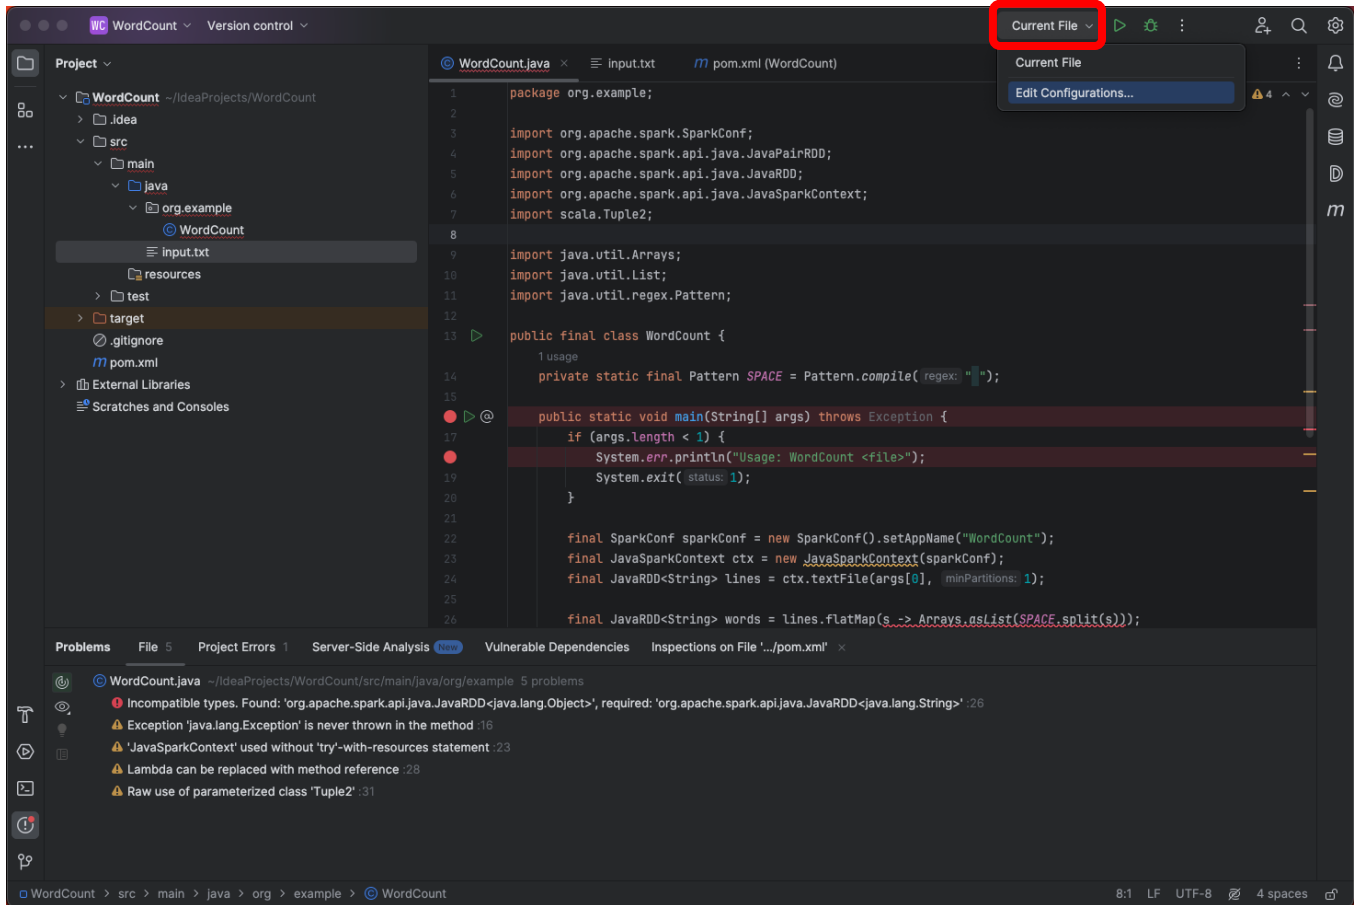 WC WordCount Version control Current File
Project
WordCount.java input.txt m pom.xml (WordCount)
Current File
Edit Configurations...
4
WordCount ~/IdeaProjects/WordCount
.idea
src
main
java
org.example
WordCount
input.txt
resources
test
target
.gitignore
m pom.xml
External Libraries
Scratches and Consoles
1 package org.example;
2
3 import org.apache.spark.SparkConf;
4 import org.apache.spark.api.java.JavaPairRDD;
5 import org.apache.spark.api.java.JavaRDD;
6 import org.apache.spark.api.java.JavaSparkContext;
7 import scala.Tuple2;
8
9 import java.util.Arrays;
10 import java.util.List;
11 import java.util.regex.Pattern;
12
13 public final class WordCount {
1 usage
14 private static final Pattern SPACE = Pattern.compile( regex: " ");
15
public static void main(String[] args) throws Exception {
17 if (args.length < 1) {
System.err.println("Usage: WordCount <file>");
19 System.exit( status: 1);
20 }
21
22 final SparkConf sparkConf = new SparkConf().setAppName("WordCount");
23 final JavaSparkContext ctx = new JavaSparkContext(sparkConf);
24 final JavaRDD<String> lines = ctx.textFile(args[0], minPartitions: 1);
25
26 final JavaRDD<String> words = lines.flatMap(s -> Arrays.asList(SPACE.split(s)));
Problems File 5 Project Errors 1 Server-Side Analysis New Vulnerable Dependencies Inspections on File '.../pom.xml'
WordCount.java ~/IdeaProjects/WordCount/src/main/java/org/example 5 problems
Incompatible types. Found: 'org.apache.spark.api.java.JavaRDD<java.lang.Object>', required: 'org.apache.spark.api.java.JavaRDD<java.lang.String>' :26
Exception 'java.lang.Exception' is never thrown in the method :16
'JavaSparkContext' used without 'try'-with-resources statement :23
Lambda can be replaced with method reference :28
Raw use of parameterized class 'Tuple2' :31
WordCount > src > main > java > org > example > WordCount 8:1 LF UTF-8 4 spaces